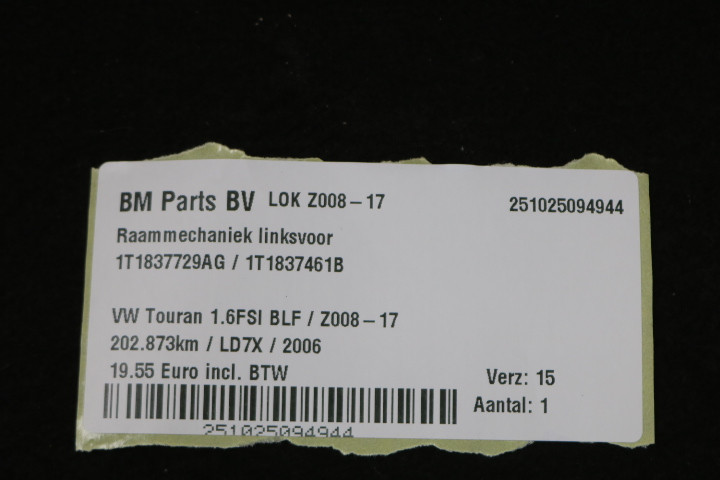 BM Parts BV LOK Z008-17 251025094944
Raammechaniek linksvoor
1T1837729AG / 1T1837461B
VW Touran 1.6FSI BLF / Z008-17
202.873km / LD7X / 2006
19.55 Euro incl. BTW
Verz: 15
Aantal: 1
251025094944